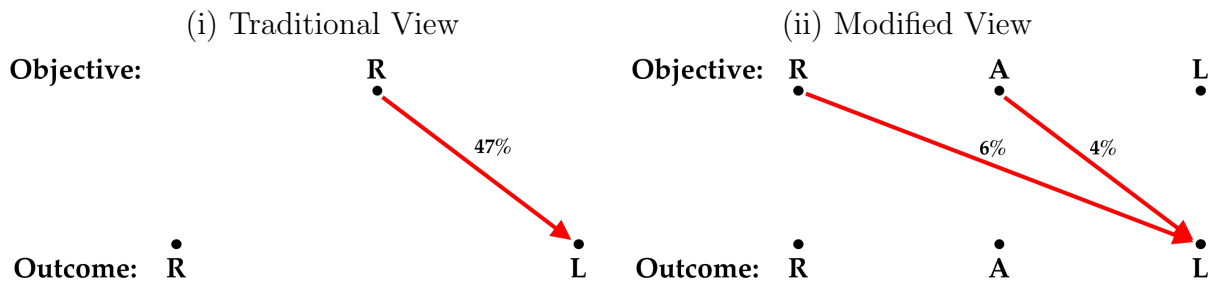 (i) Traditional View
Objective: R
47%
Outcome: R L
(ii) Modified View
Objective: R A L
6% 4%
Outcome: R A L